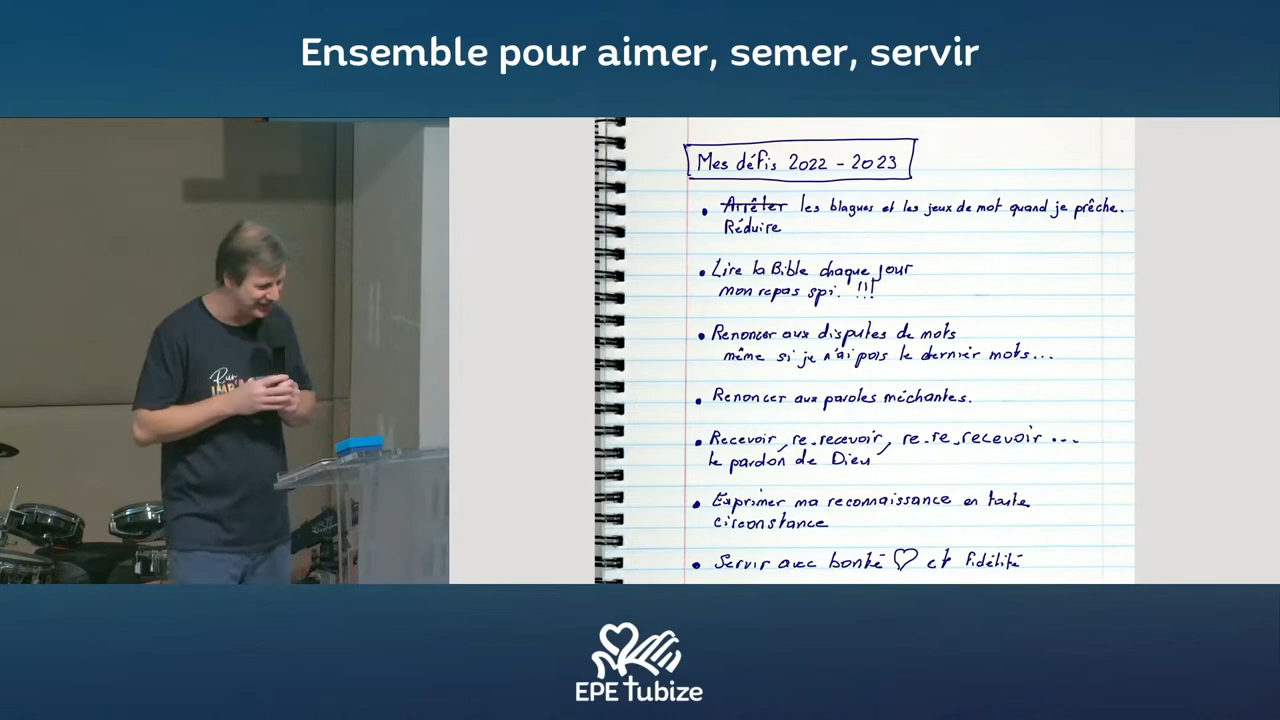 Ensemble pour aimer, semer, servir
Pur
IMP
Mes défis 2022 - 2023
• Arrêter les blagues et les jeux de mot quand je prêche.
Réduire
• Lire la Bible chaque jour
mon repas spi. !!!
• Renoncer aux disputes de mots
même si je n'ai pas le dernier mots...
• Renoncer aux paroles méchantes.
• Recevoir, re-recevoir, re-re-recevoir ...
le pardon de Dieu
• Exprimer ma reconnaissance en toute
circonstance
• Servir avec bonté ♡ et fidélité
EPE Tubize